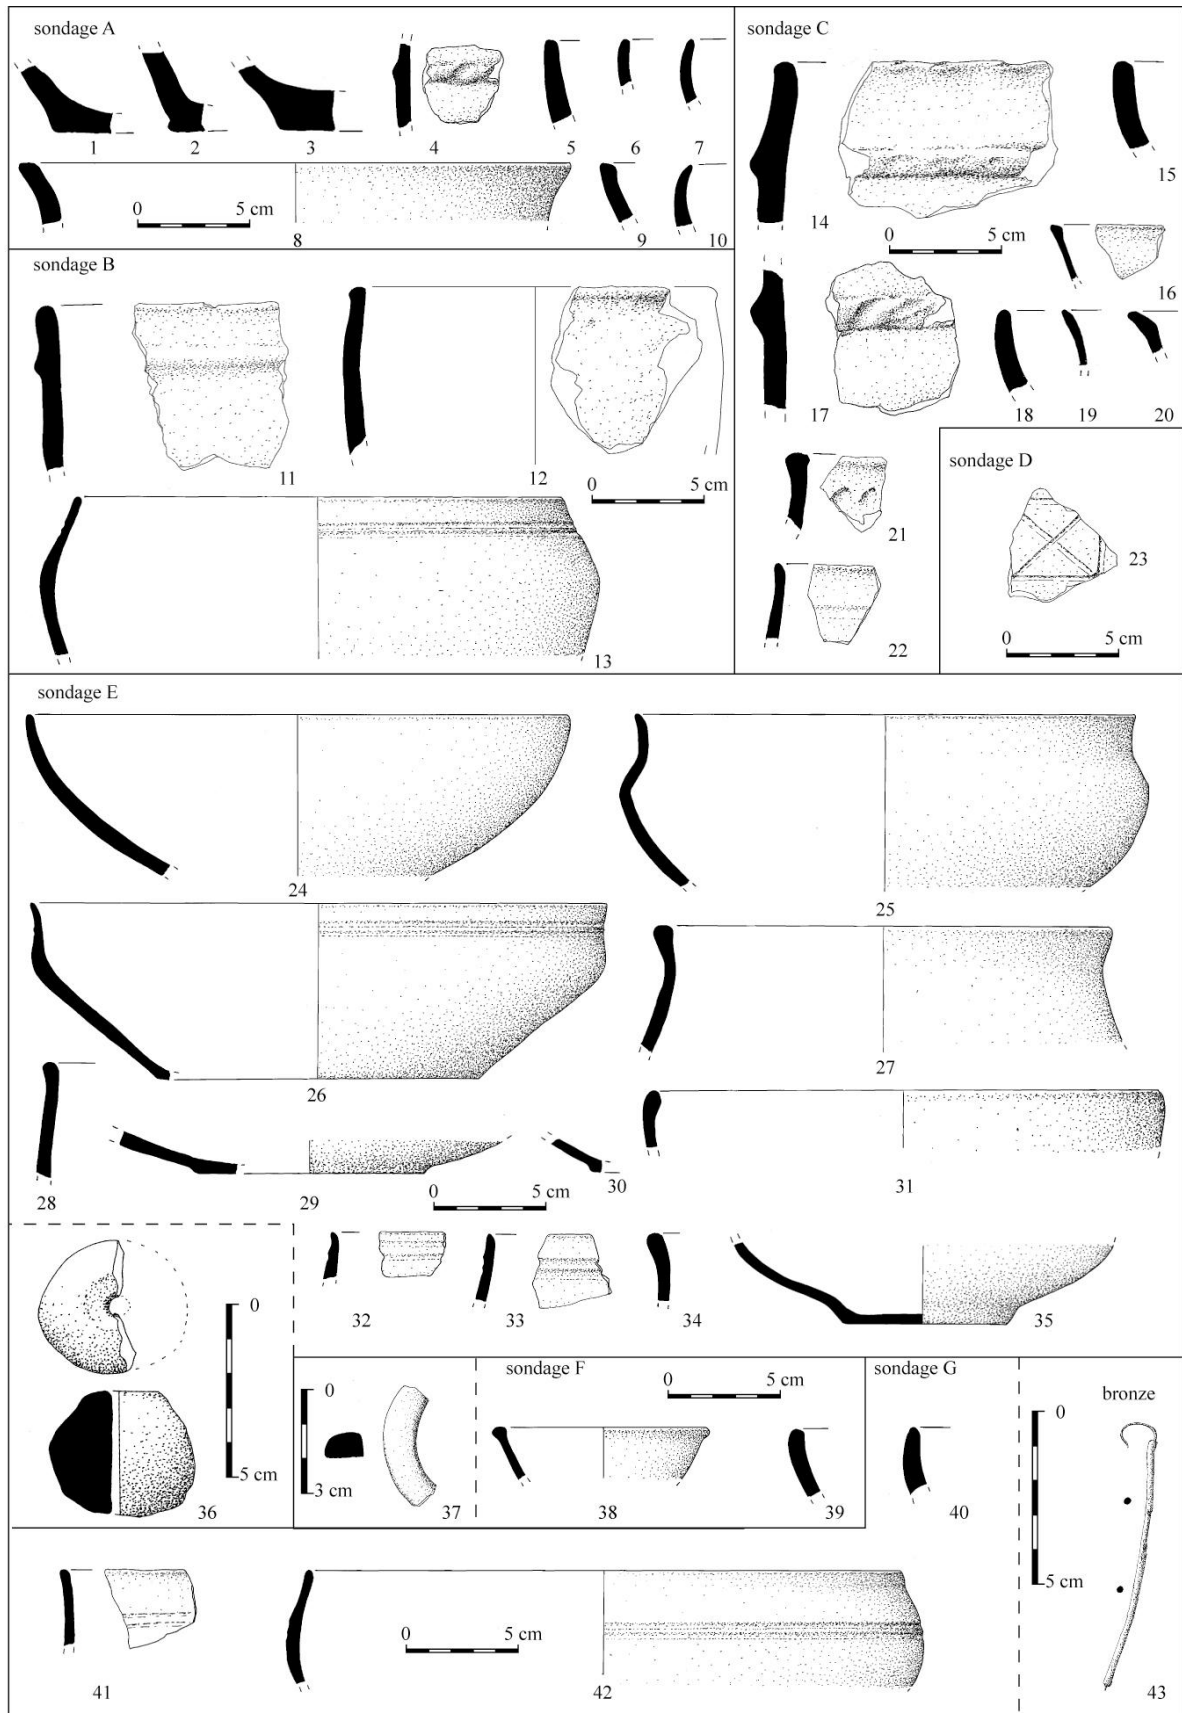 sondage A
1 2 3 4 5 6 7
0 5 cm
8 9 10
sondage B
11 12
0 5 cm
13
sondage C
14 15
0 5 cm
16
17 18 19 20
21
22
sondage D
23
0 5 cm
sondage E
24 25
26 27
28 29 30 31
0 5 cm
32 33 34 35
0
5 cm
36
0
3 cm
37
sondage F
0 5 cm
38 39
sondage G
40
41
0 5 cm
42
bronze
0
5 cm
43